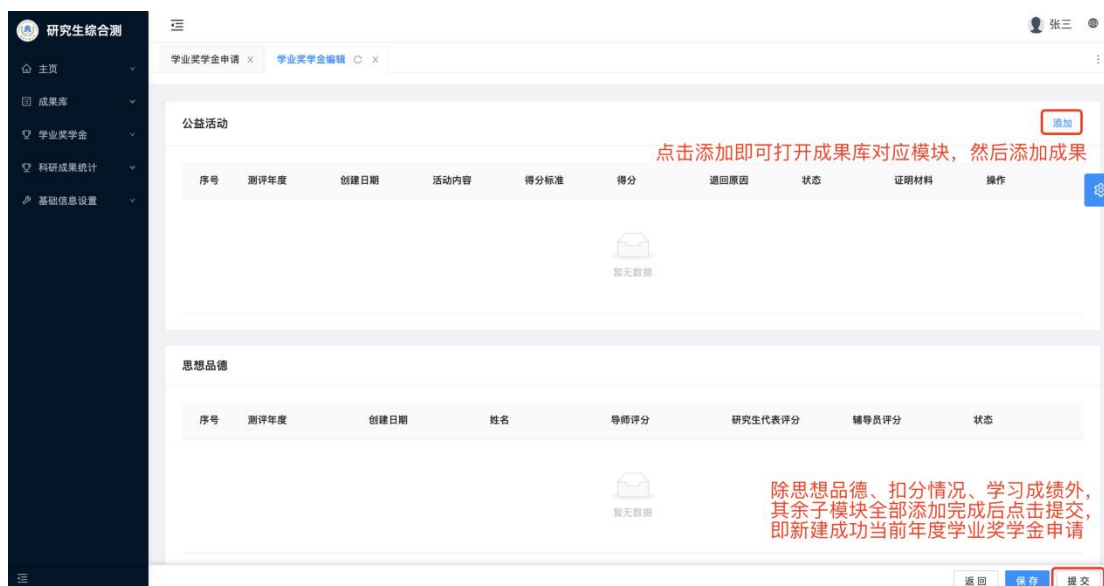 研究生综合测
张三
主页
成果库
学业奖学金
科研成果统计
基础信息设置
学业奖学金申请
学业奖学金编辑
公益活动
添加
点击添加即可打开成果库对应模块，然后添加成果
序号 测评年度 创建日期 活动内容 得分标准 得分 退回原因 状态 证明材料 操作
暂无数据
思想品德
序号 测评年度 创建日期 姓名 导师评分 研究生代表评分 辅导员评分 状态
暂无数据
除思想品德、扣分情况、学习成绩外，
其余子模块全部添加完成后点击提交，
即新建成功当前年度学业奖学金申请
返回 保存 提交